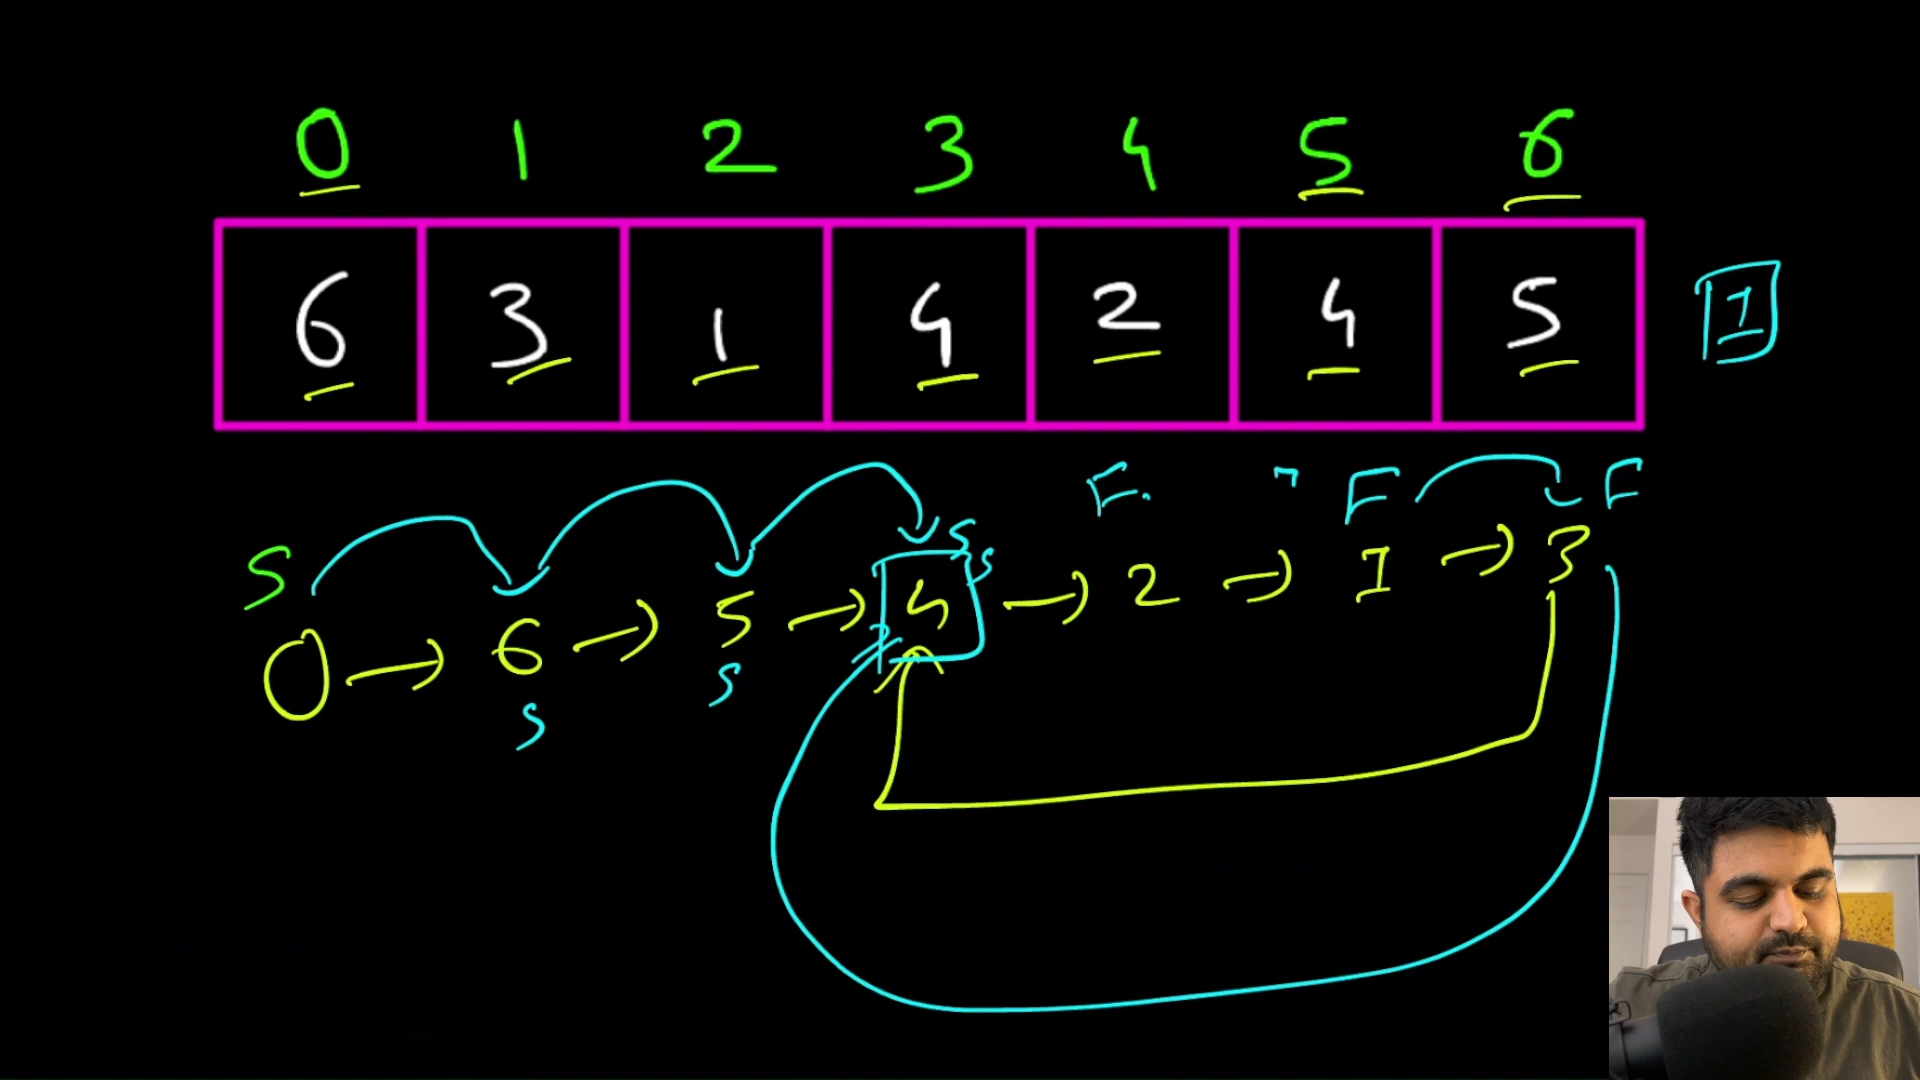 0 1 2 3 4 5 6
6 3 1 4 2 4 5 1
F. F F
S S
S
0 → 6 → 5 → 4 → 2 → 1 → 3
S S